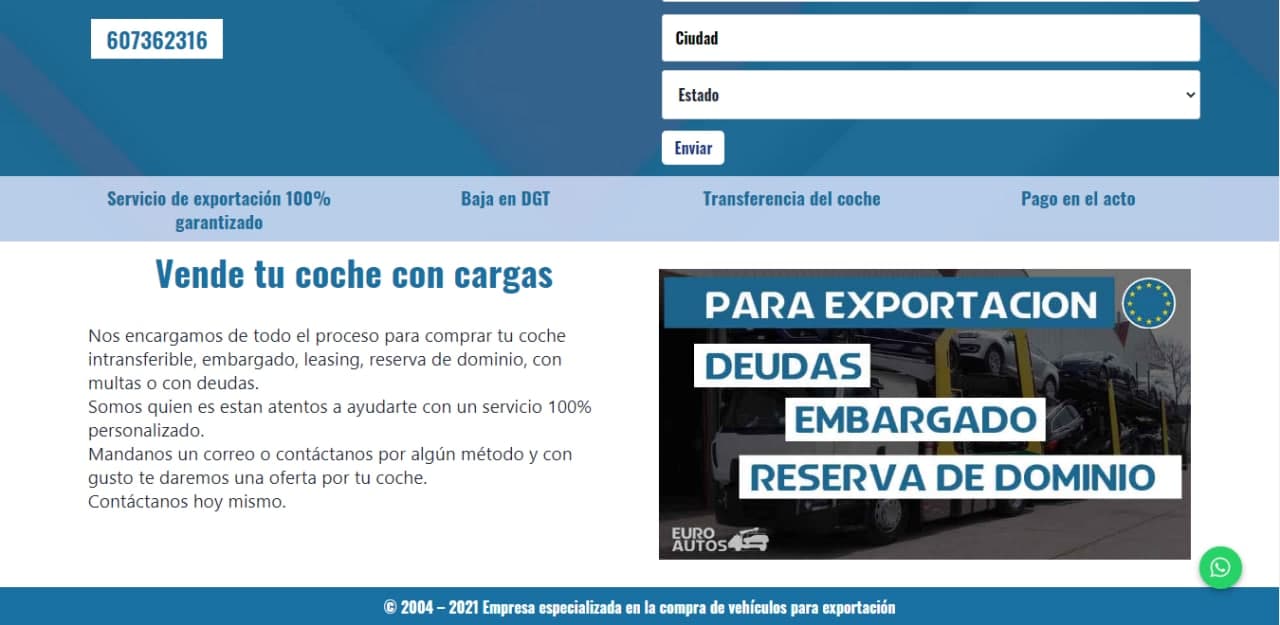 607362316
Ciudad
Estado
Enviar
Servicio de exportación 100%
garantizado
Baja en DGT
Transferencia del coche
Pago en el acto
Vende tu coche con cargas
Nos encargamos de todo el proceso para comprar tu coche
intransferible, embargado, leasing, reserva de dominio, con
multas o con deudas.
Somos quien es estan atentos a ayudarte con un servicio 100%
personalizado.
Mandanos un correo o contáctanos por algún método y con
gusto te daremos una oferta por tu coche.
Contáctanos hoy mismo.
PARA EXPORTACION
DEUDAS
EMBARGADO
RESERVA DE DOMINIO
EURO
AUTOS
© 2004 – 2021 Empresa especializada en la compra de vehículos para exportación